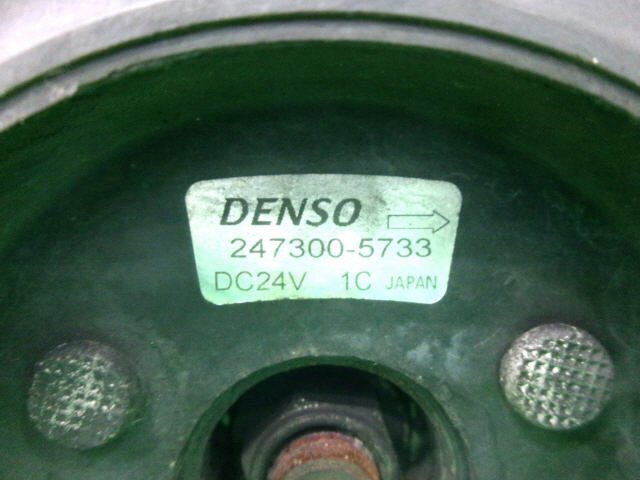 DENSO
247300-5733
DC24V 1C JAPAN